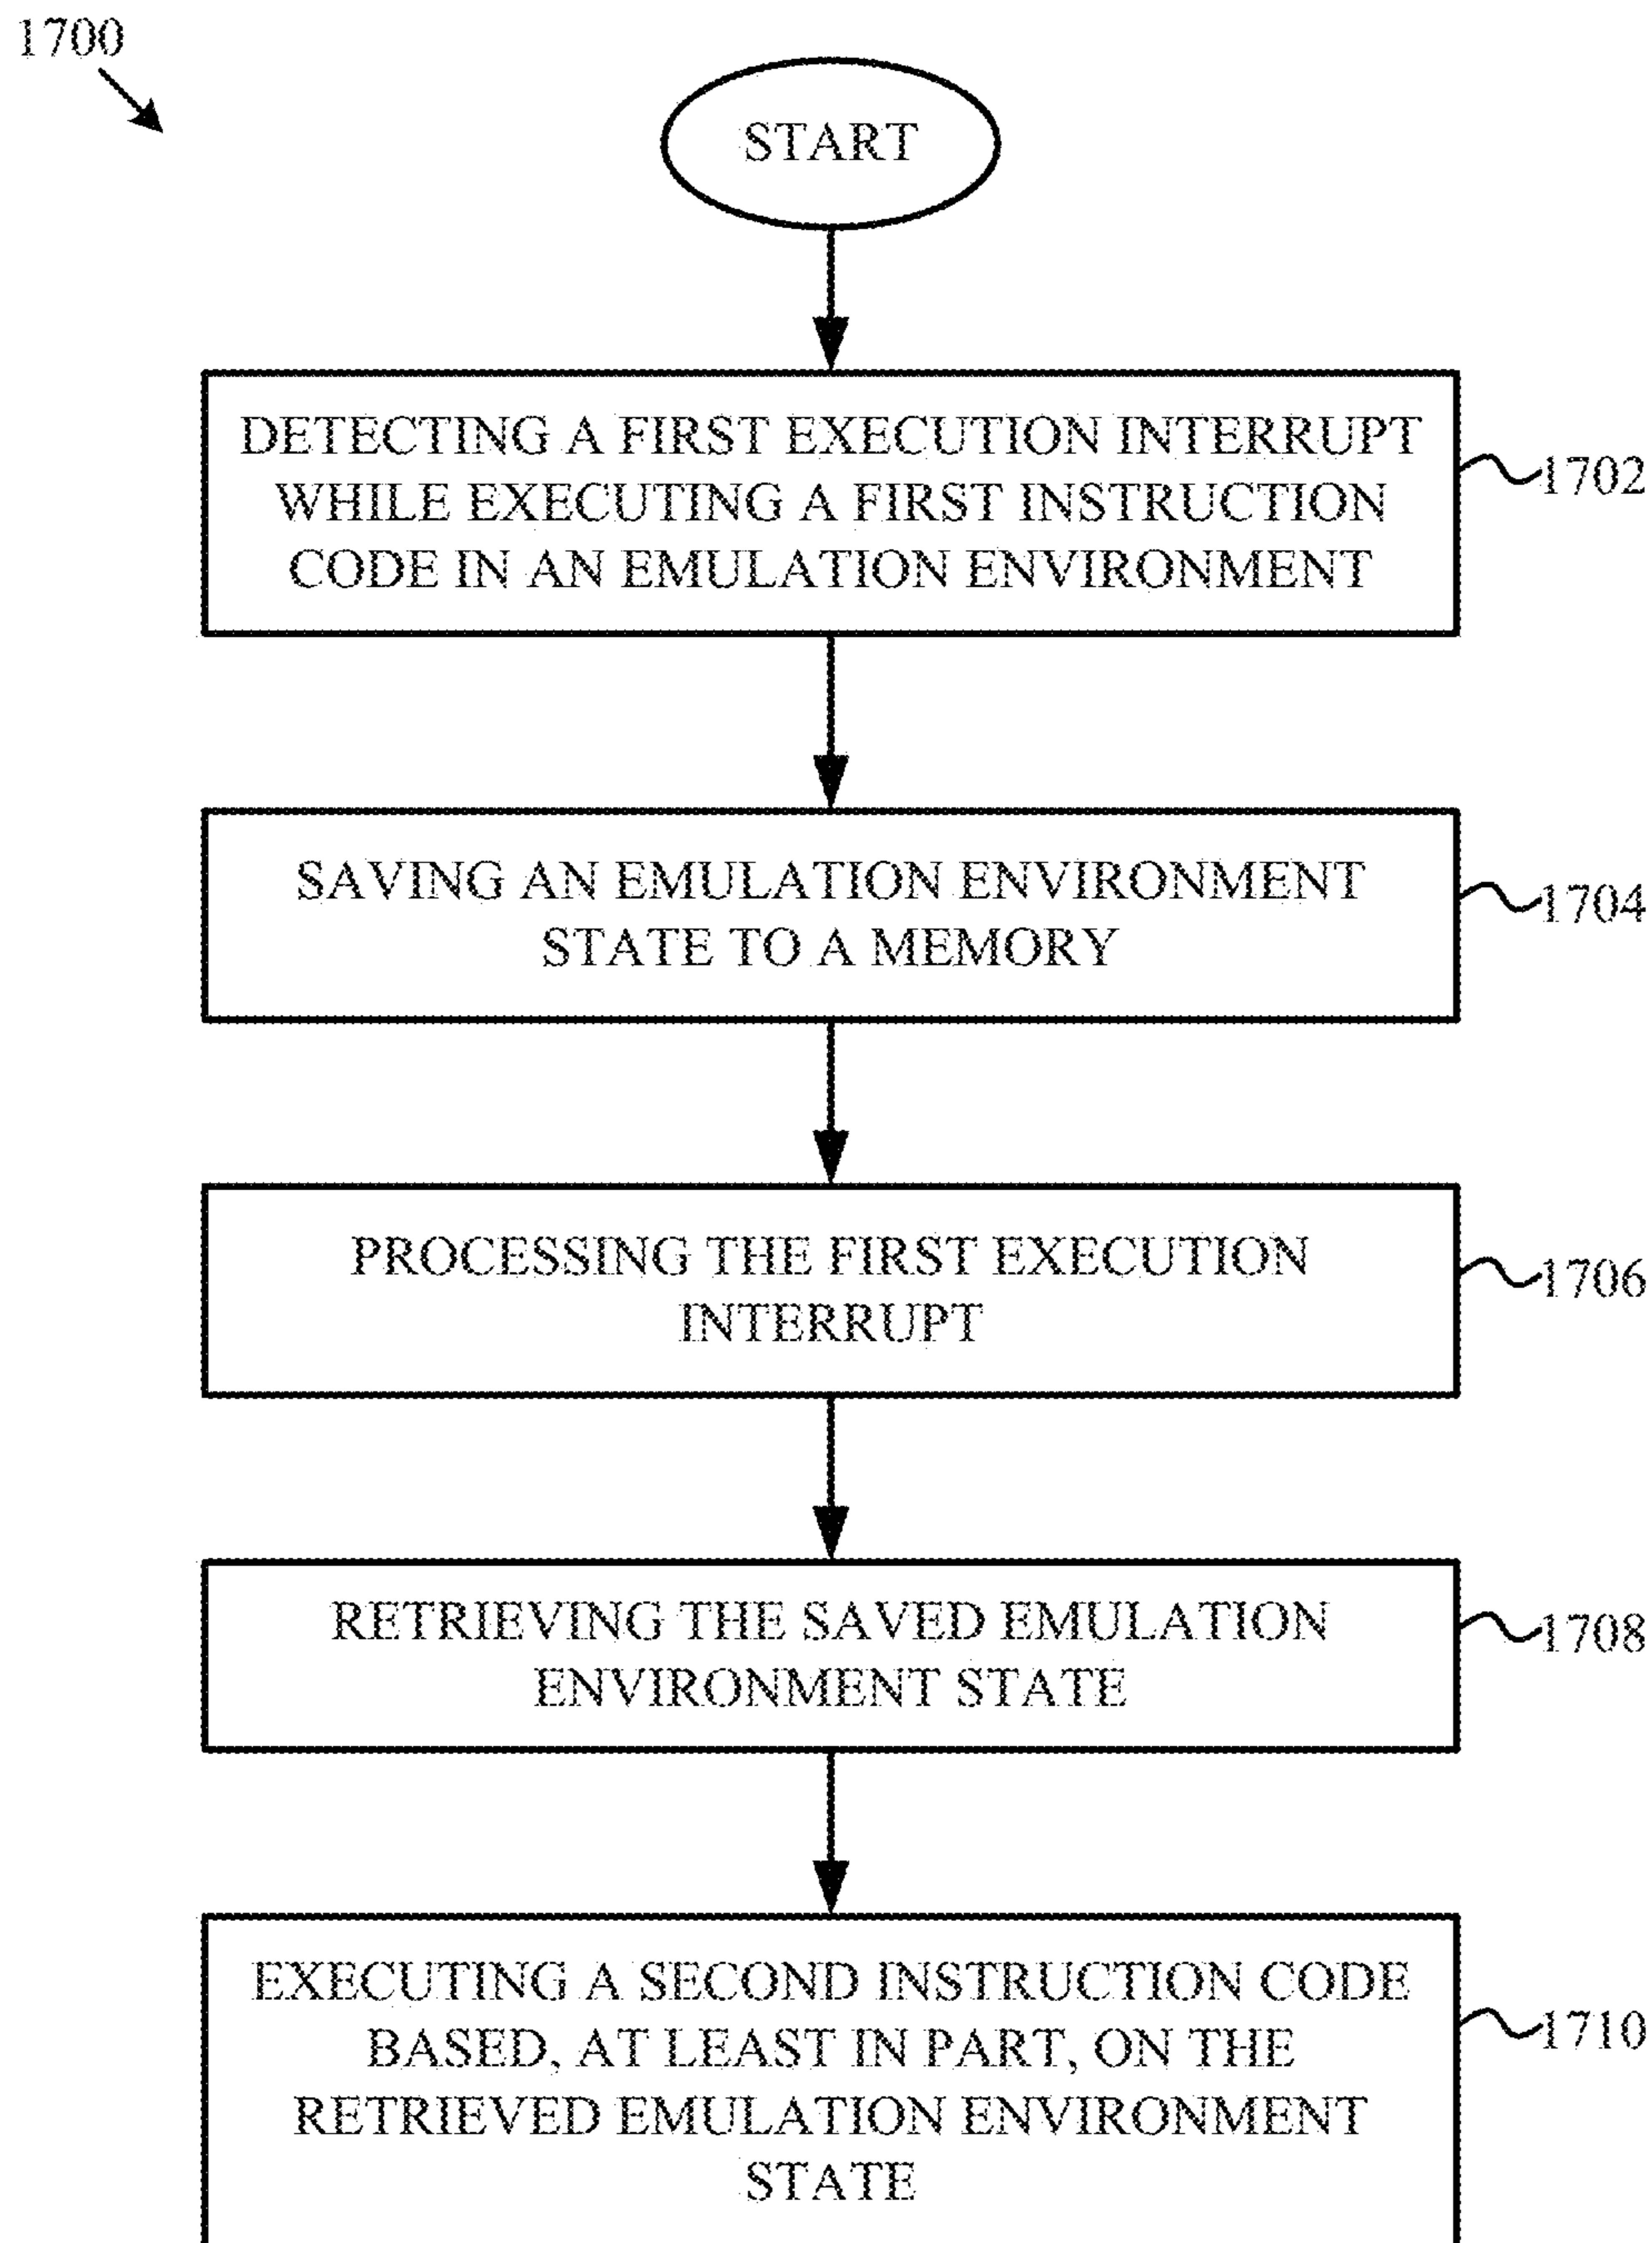 1700
START
DETECTING A FIRST EXECUTION INTERRUPT
WHILE EXECUTING A FIRST INSTRUCTION
CODE IN AN EMULATION ENVIRONMENT
1702
SAVING AN EMULATION ENVIRONMENT
STATE TO A MEMORY
1704
PROCESSING THE FIRST EXECUTION
INTERRUPT
1706
RETRIEVING THE SAVED EMULATION
ENVIRONMENT STATE
1708
EXECUTING A SECOND INSTRUCTION CODE
BASED, AT LEAST IN PART, ON THE
RETRIEVED EMULATION ENVIRONMENT
STATE
1710